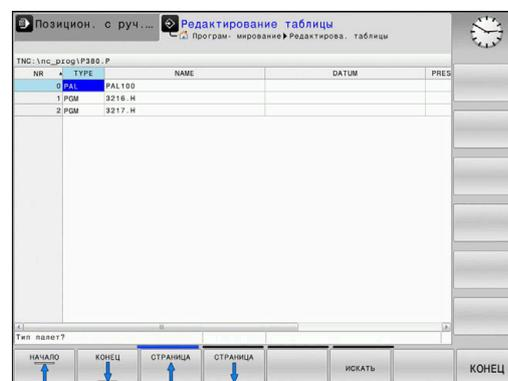 Позицион. с руч....
Редактирование таблицы
Програм- мирование▶Редактирова. таблицы
TNC:\nc_prog\P380.P
NR TYPE NAME DATUM PRES
0 PAL PAL100
1 PGM 3216.H
2 PGM 3217.H
Тип палет?
НАЧАЛО КОНЕЦ СТРАНИЦА СТРАНИЦА ИСКАТЬ КОНЕЦ